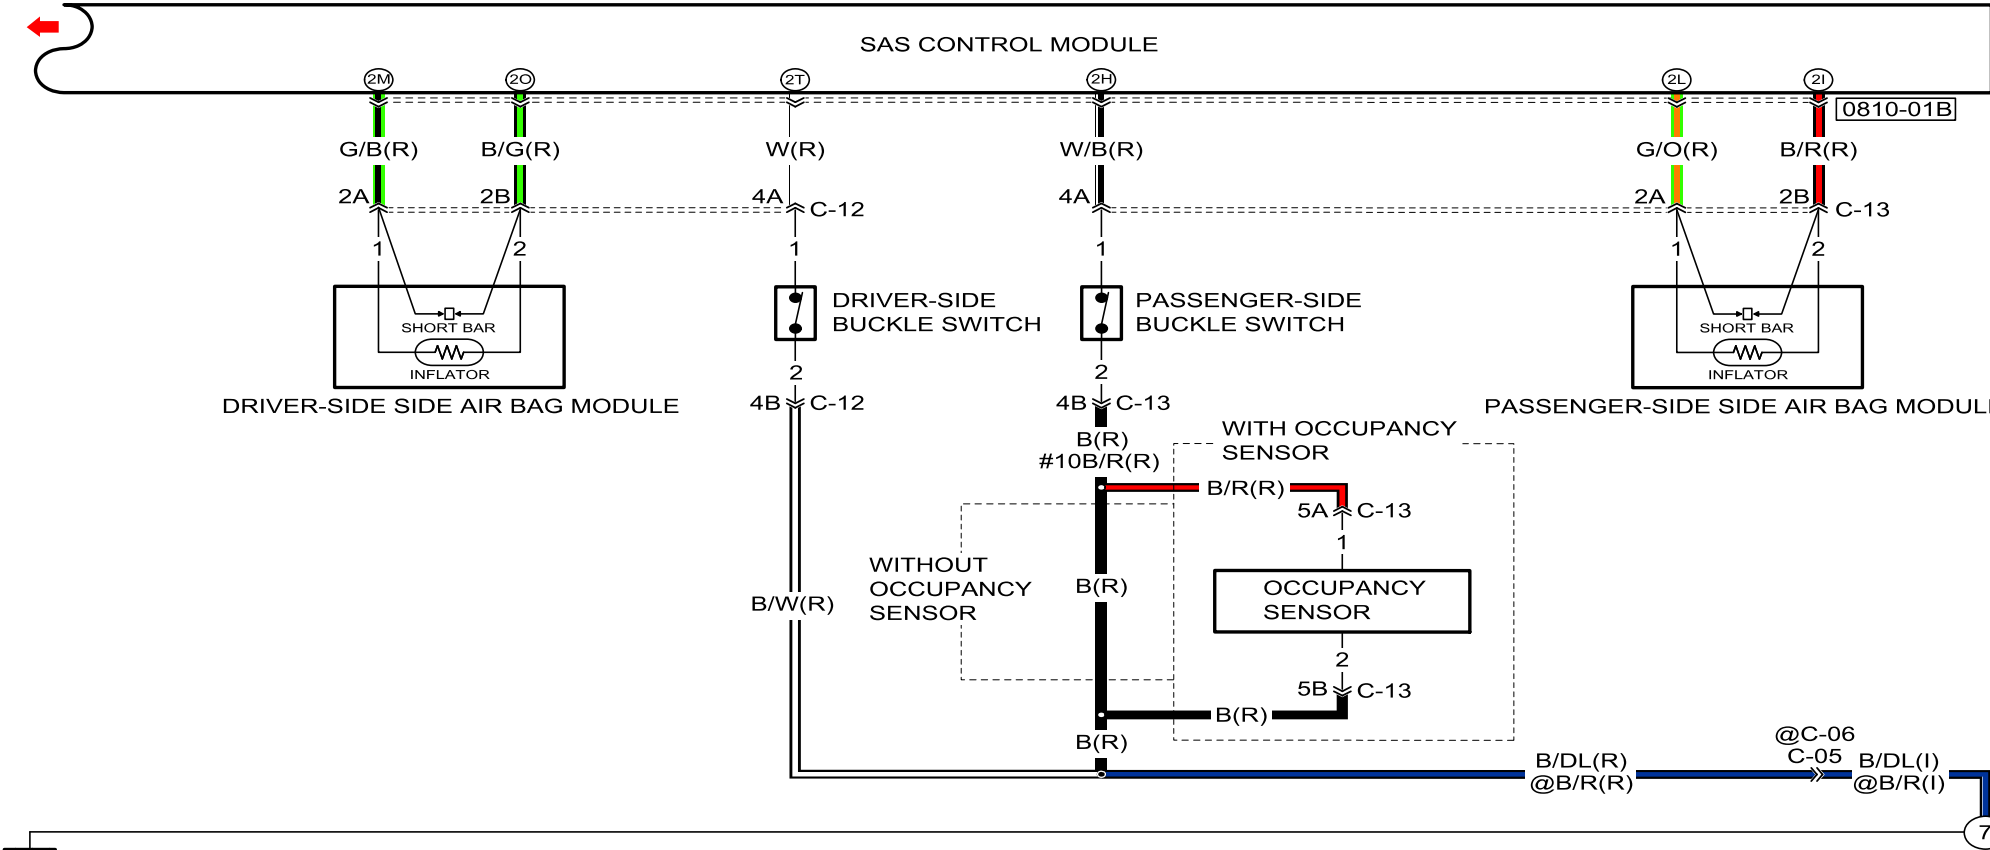 SAS CONTROL MODULE
2M 2O 2T 2H 2L 2I
0810-01B
G/B(R) B/G(R) W(R) W/B(R) G/O(R) B/R(R)
2A 2B 4A C-12 4A 2A 2B C-13
1 2 1 1 1 2
SHORT BAR
INFLATOR
DRIVER-SIDE SIDE AIR BAG MODULE
DRIVER-SIDE
BUCKLE SWITCH
PASSENGER-SIDE
BUCKLE SWITCH
SHORT BAR
INFLATOR
PASSENGER-SIDE SIDE AIR BAG MODUL
2 2
4B C-12 4B C-13
B(R)
#10B/R(R)
WITH OCCUPANCY
SENSOR
B/R(R)
5A C-13
1
WITHOUT
OCCUPANCY
SENSOR
B(R)
OCCUPANCY
SENSOR
B/W(R)
2
5B C-13
B(R)
B(R)
@C-06
C-05
B/DL(R)
@B/R(R)
B/DL(I)
@B/R(I)
7